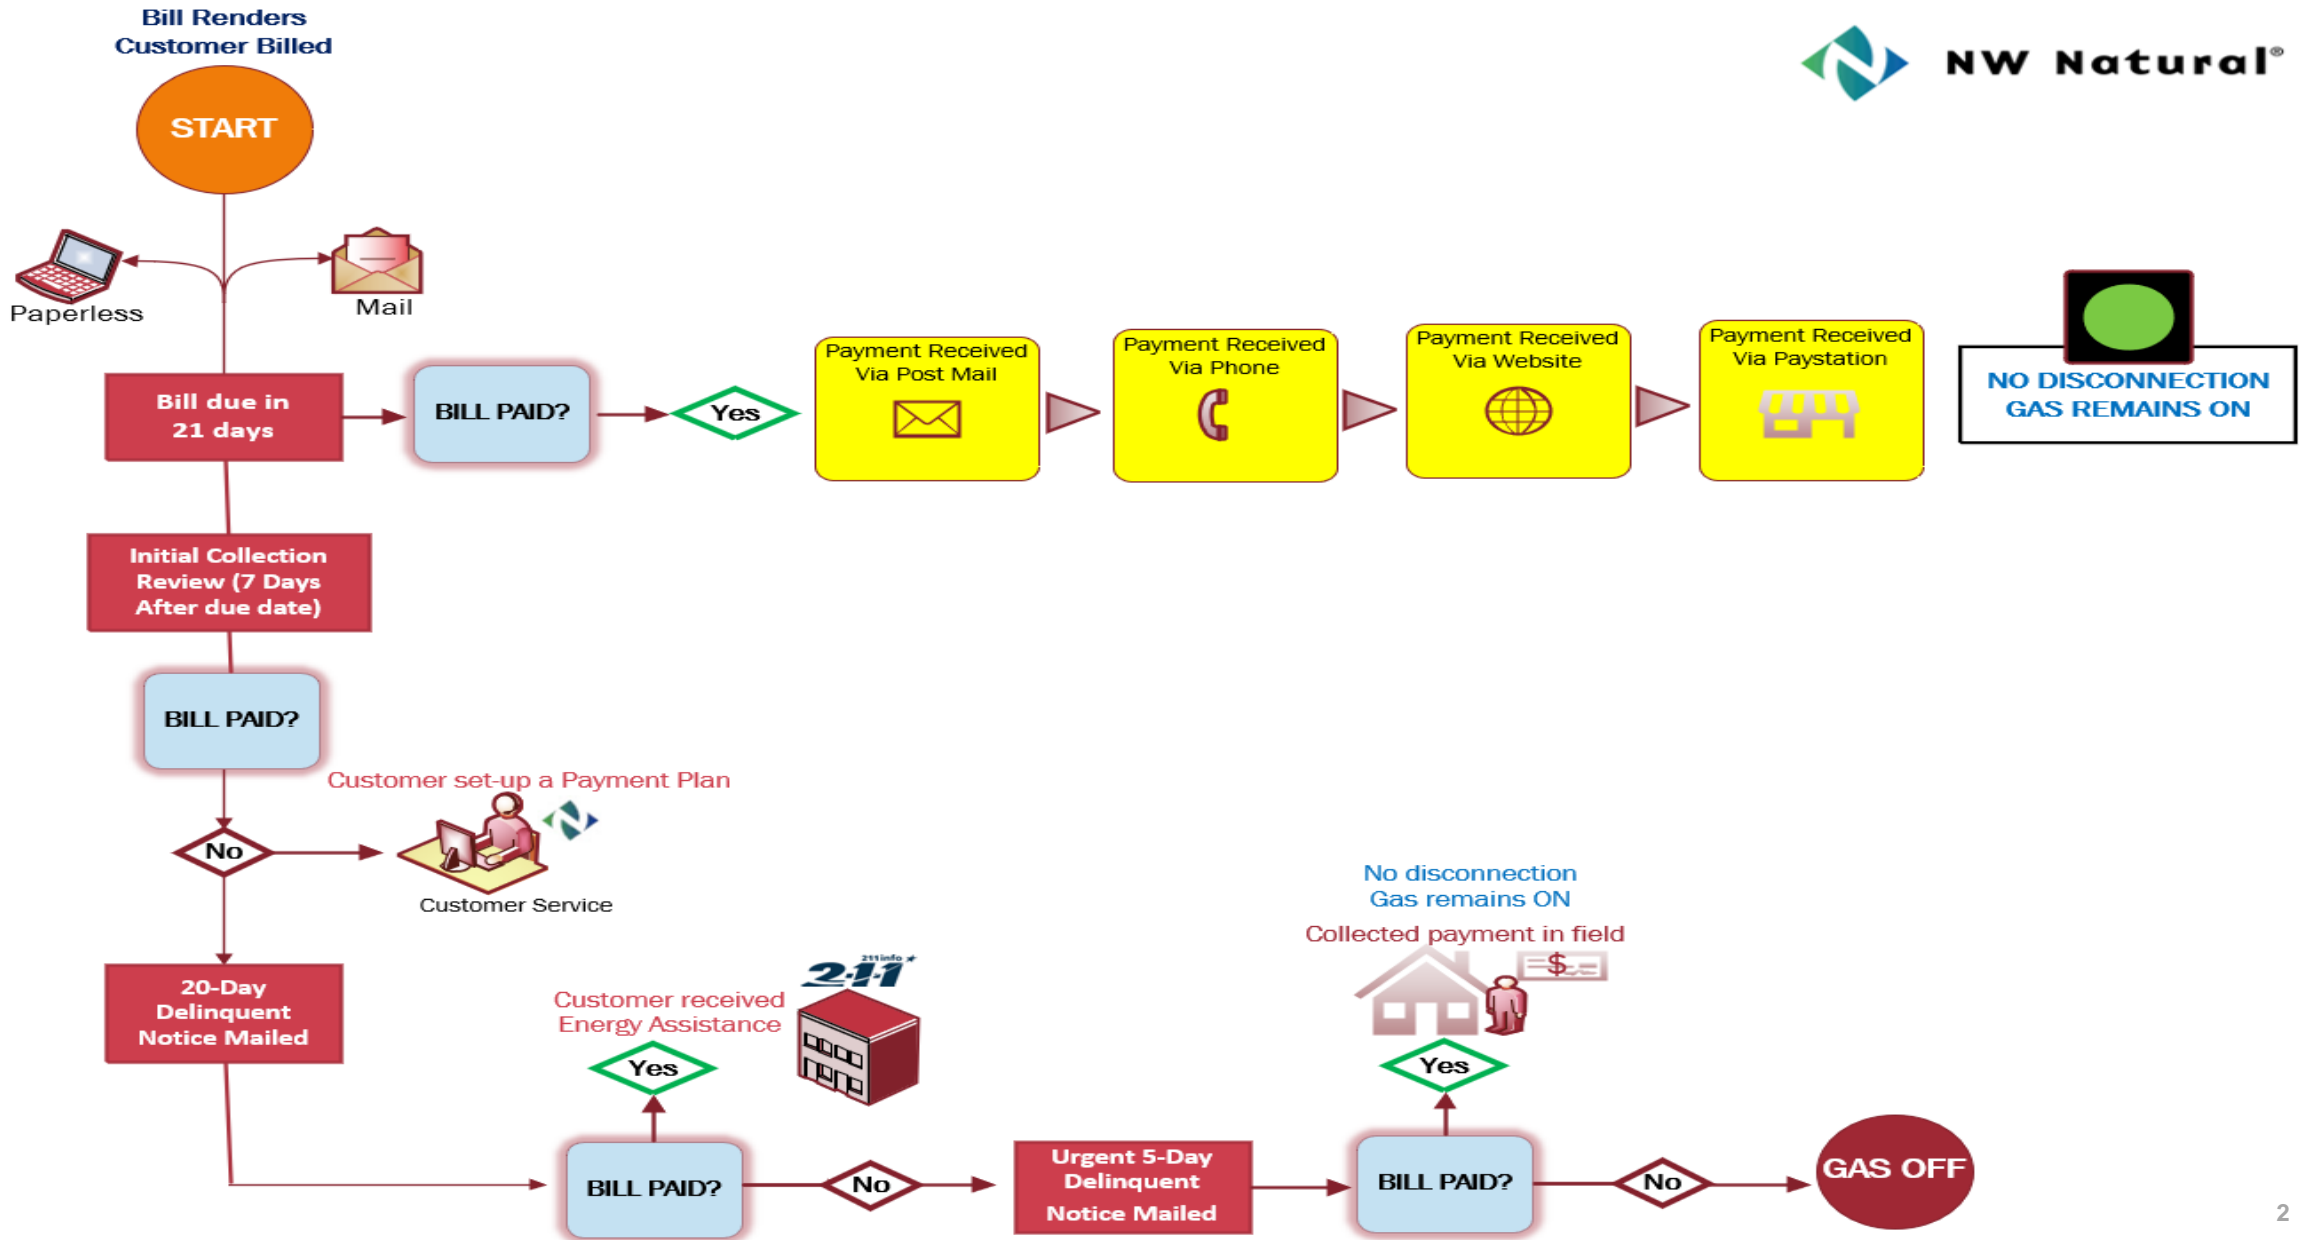 Bill Renders
Customer Billed
NW Natural®
START
Paperless
Mail
Bill due in
21 days
BILL PAID?
Yes
Payment Received
Via Post Mail
Payment Received
Via Phone
Payment Received
Via Website
Payment Received
Via Paystation
NO DISCONNECTION
GAS REMAINS ON
Initial Collection
Review (7 Days
After due date)
BILL PAID?
Customer set-up a Payment Plan
No
Customer Service
20-Day
Delinquent
Notice Mailed
211info
2-1-1
Customer received
Energy Assistance
Yes
BILL PAID?
No
Urgent 5-Day
Delinquent
Notice Mailed
No disconnection
Gas remains ON
Collected payment in field
$
Yes
BILL PAID?
No
GAS OFF
2